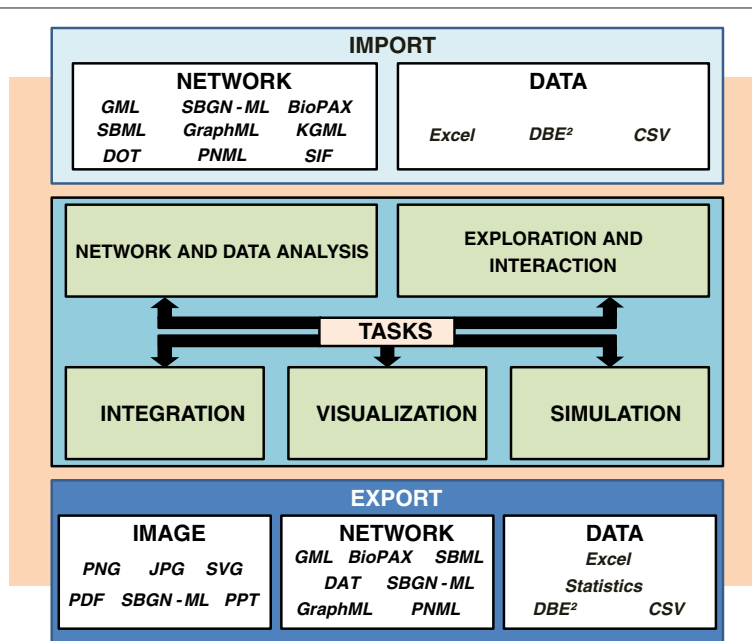 IMPORT
NETWORK
GML SBGN-ML BioPAX
SBML GraphML KGML
DOT PNML SIF
DATA
Excel DBE² CSV
NETWORK AND DATA ANALYSIS
EXPLORATION AND
INTERACTION
TASKS
INTEGRATION
VISUALIZATION
SIMULATION
EXPORT
IMAGE
PNG JPG SVG
PDF SBGN-ML PPT
NETWORK
GML BioPAX SBML
DAT SBGN-ML
GraphML PNML
DATA
Excel
Statistics
DBE² CSV